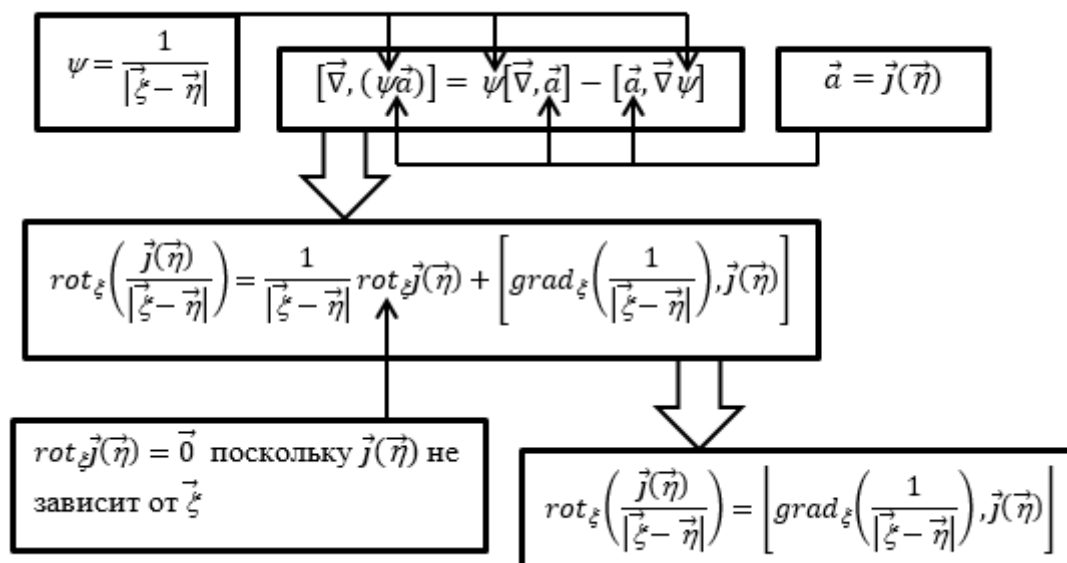 ψ = 1/|ξ⃗ − η⃗|
[∇⃗, (ψa⃗)] = ψ[∇⃗, a⃗] − [a⃗, ∇⃗ψ]
a⃗ = j⃗(η⃗)
rot_ξ(j⃗(η⃗)/|ξ⃗ − η⃗|) = 1/|ξ⃗ − η⃗| rot_ξ j⃗(η⃗) + [grad_ξ(1/|ξ⃗ − η⃗|), j⃗(η⃗)]
rot_ξ j⃗(η⃗) = 0⃗ поскольку j⃗(η⃗) не
зависит от ξ⃗
rot_ξ(j⃗(η⃗)/|ξ⃗ − η⃗|) = [grad_ξ(1/|ξ⃗ − η⃗|), j⃗(η⃗)]